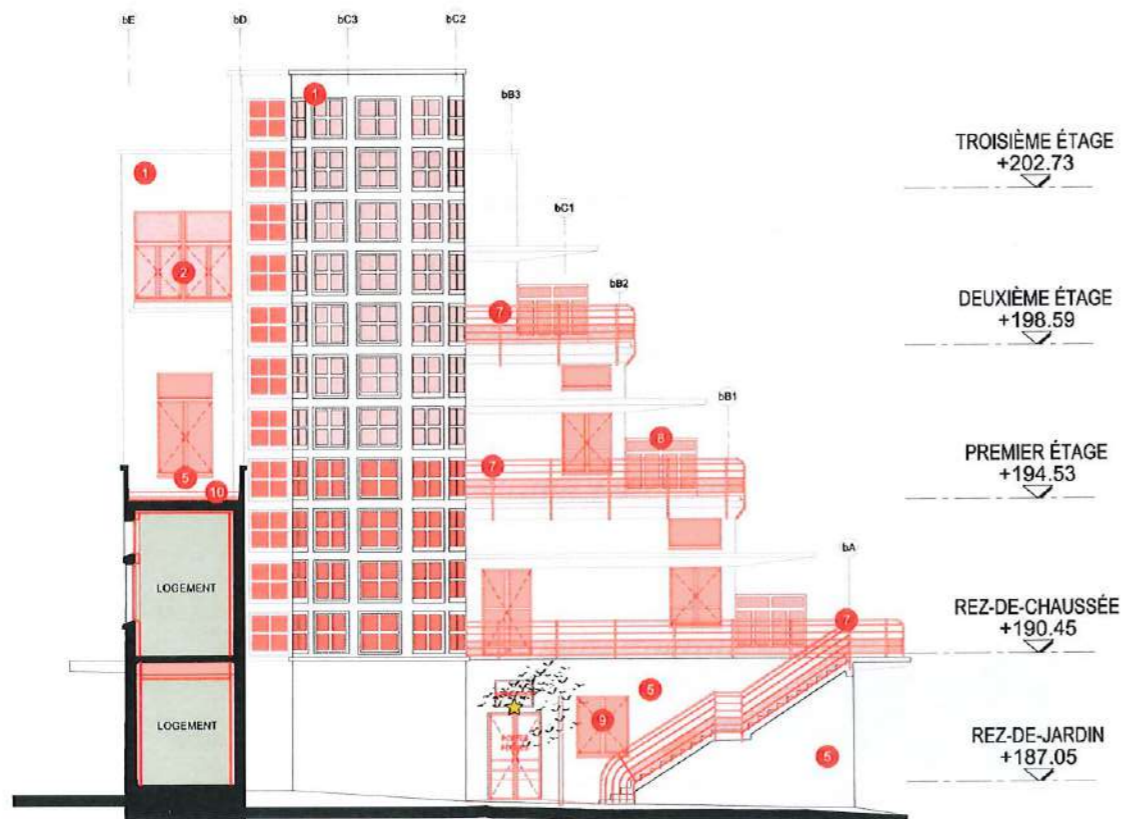 bE
bD
bC3
bC2
bB3
bC1
bB2
bB1
bA
1
1
2
7
7
8
5
10
7
5
9
5
LOGEMENT
LOGEMENT
TROISIÈME ÉTAGE
+202.73
DEUXIÈME ÉTAGE
+198.59
PREMIER ÉTAGE
+194.53
REZ-DE-CHAUSSÉE
+190.45
REZ-DE-JARDIN
+187.05